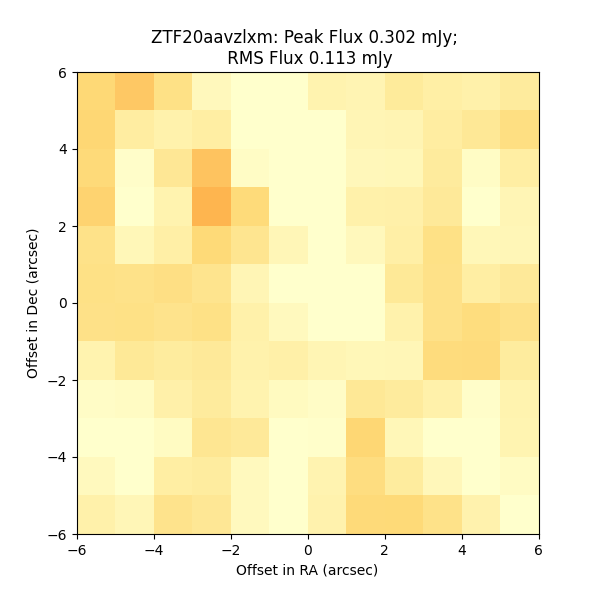 ZTF20aavzlxm: Peak Flux 0.302 mJy;
RMS Flux 0.113 mJy
6
4
2
0
−2
−4
−6
Offset in Dec (arcsec)
−6 −4 −2 0 2 4 6
Offset in RA (arcsec)